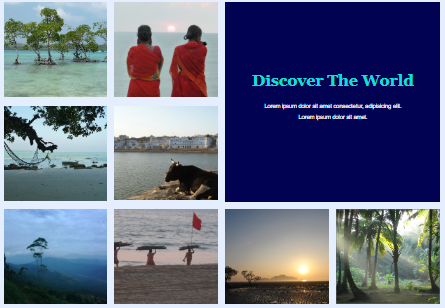 Discover The World
Lorem ipsum dolor sit amet consectetur, adipisicing elit.
Lorem ipsum dolor sit amet.